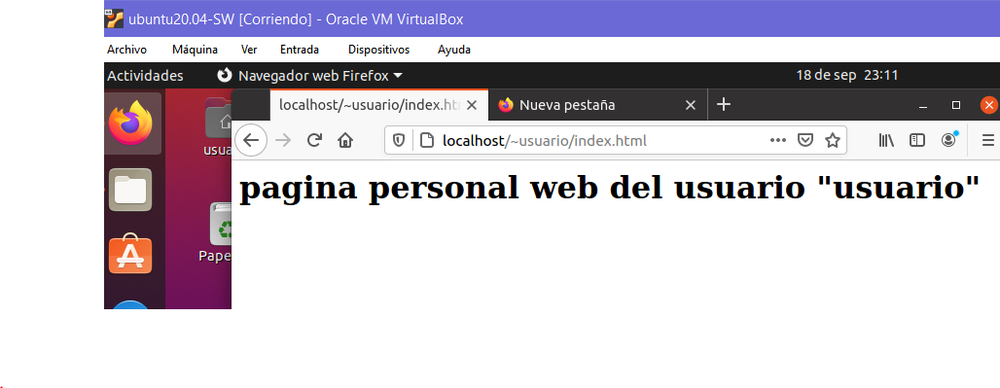 ubuntu20.04-SW [Corriendo] - Oracle VM VirtualBox
Archivo Máquina Ver Entrada Dispositivos Ayuda
Actividades Navegador web Firefox 18 de sep 23:11
localhost/~usuario/index.ht Nueva pestaña
localhost/~usuario/index.html
usua
pagina personal web del usuario "usuario"
Pape